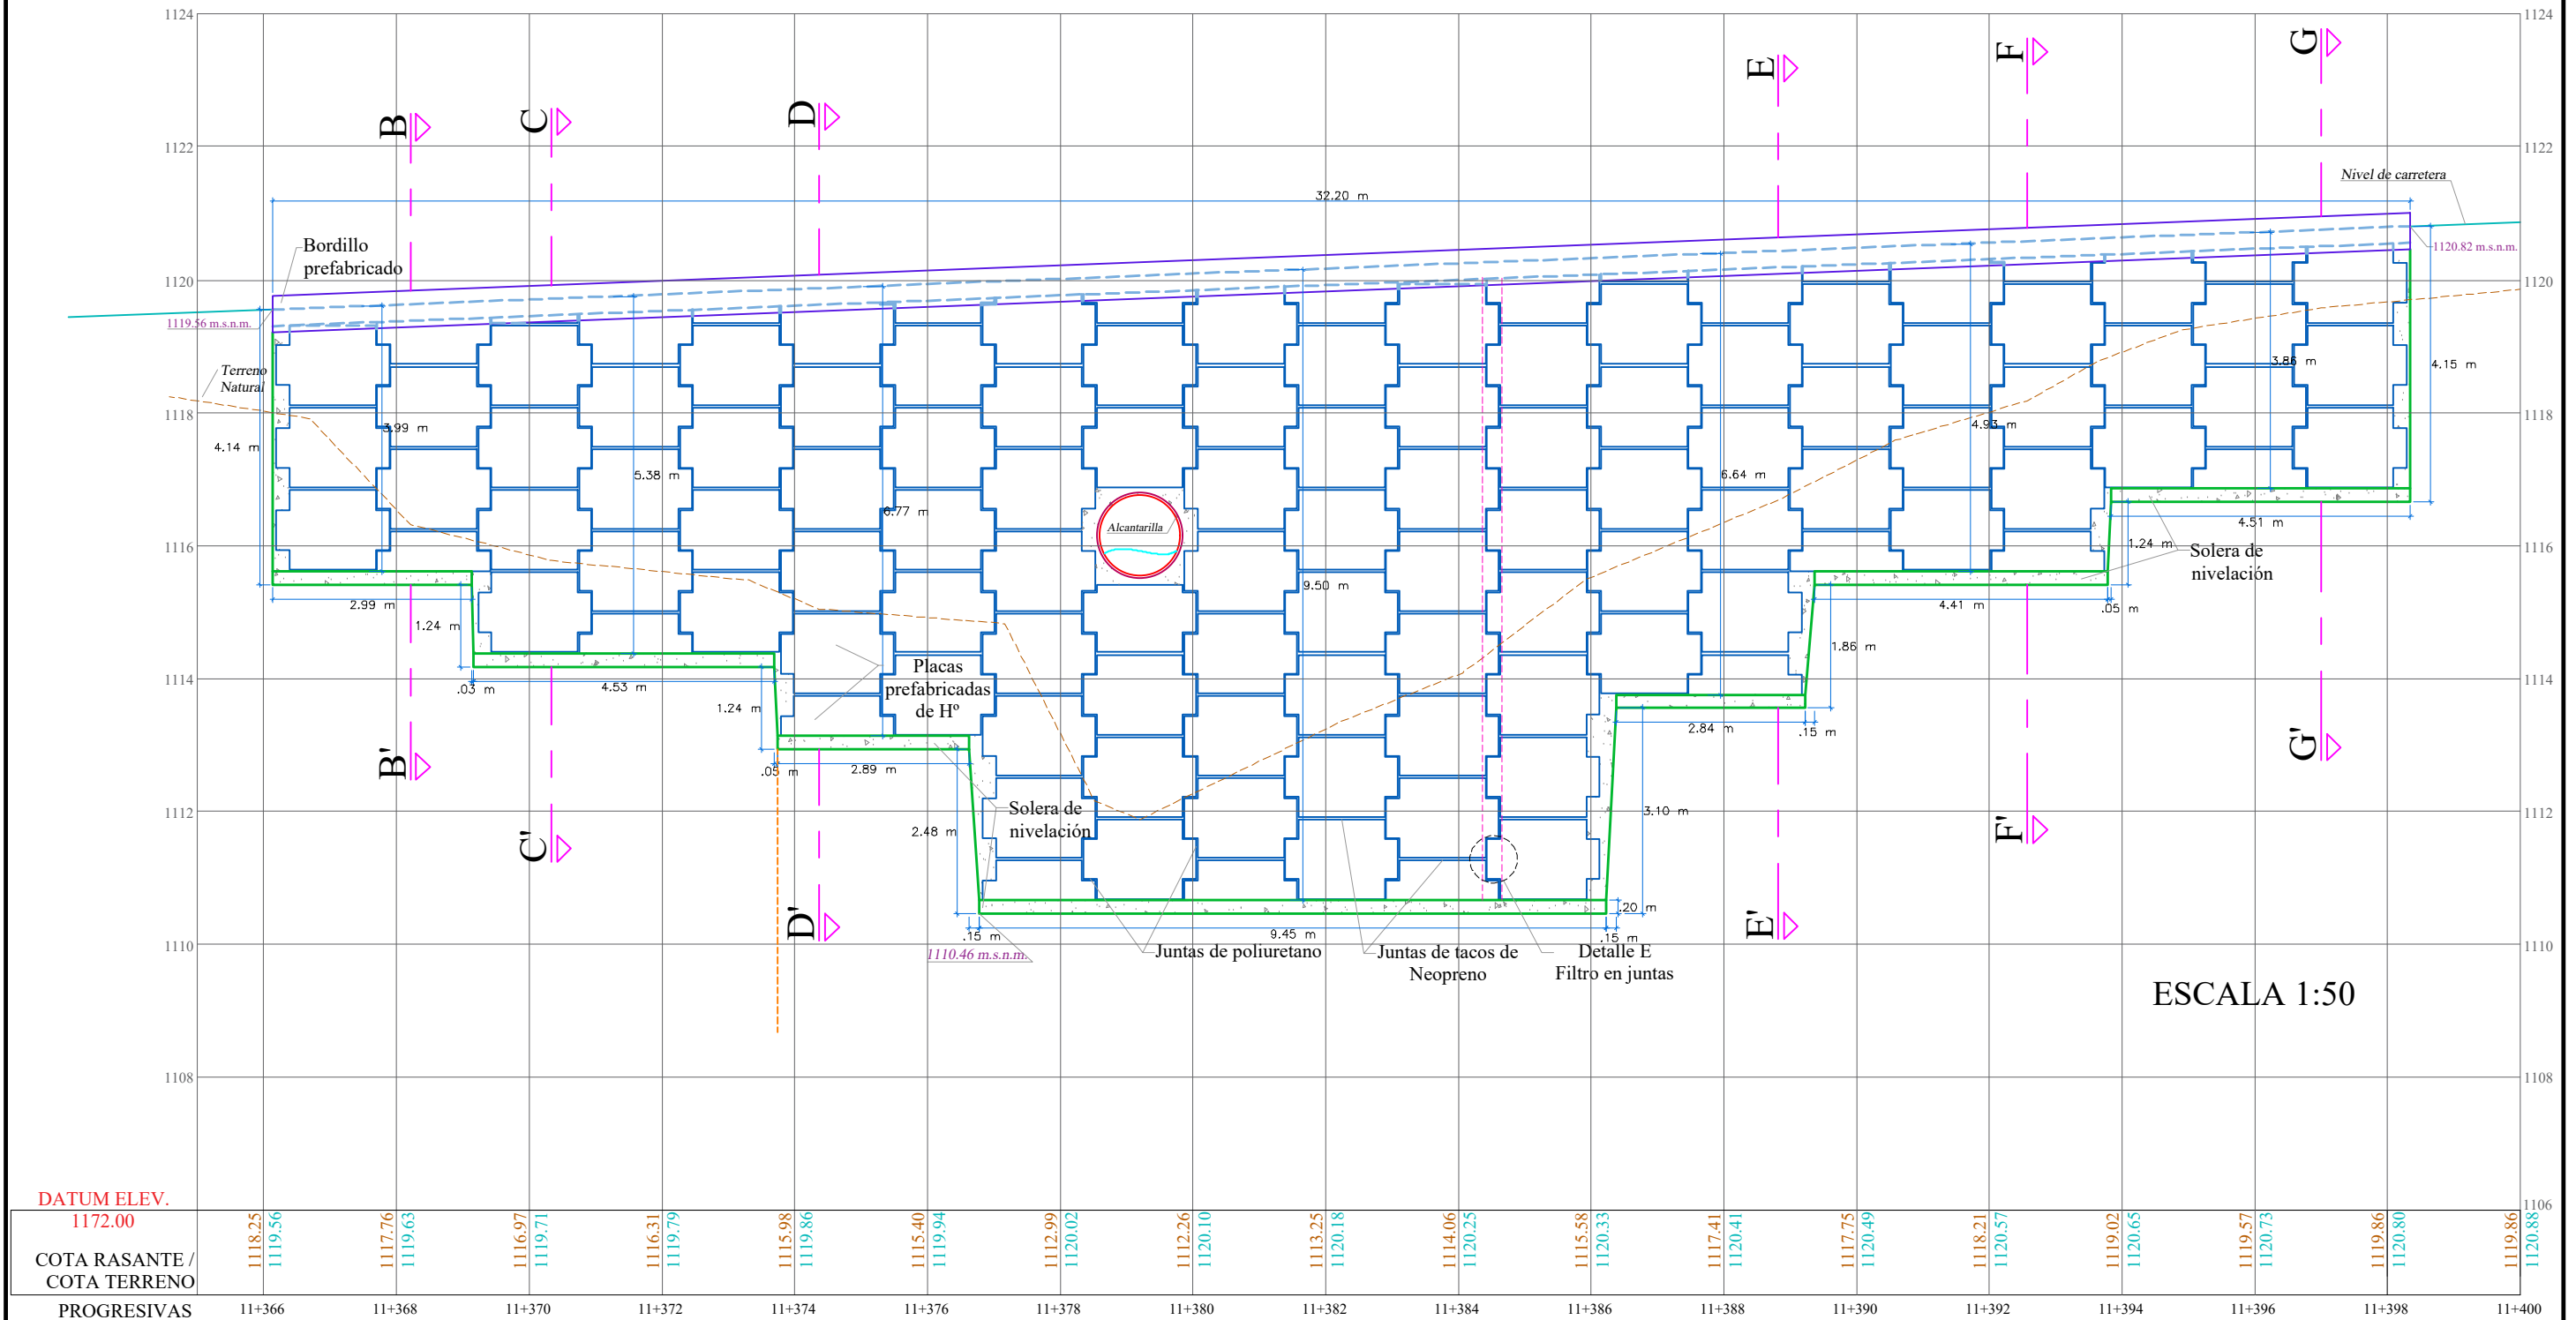 1124
1124
G
F
E
D
C
B
1122
1122
Nivel de carretera
32.20 m
Bordillo
prefabricado
1120.82 m.s.n.m.
1120
1120
1119.56 m.s.n.m.
Terreno
Natural
3.86 m
4.15 m
1118
1118
3.99 m
4.93 m
4.14 m
5.38 m
6.64 m
6.77 m
Alcantarilla
4.51 m
1116
1116
1.24 m
Solera de
nivelación
9.50 m
2.99 m
4.41 m
.05 m
1.24 m
1.86 m
Placas
prefabricadas
de Hº
1114
1114
.03 m
4.53 m
1.24 m
2.84 m
.15 m
G'
B'
.05 m
2.89 m
Solera de
nivelación
1112
1112
3.10 m
2.48 m
F'
C'
.20 m
D'
E'
.15 m
9.45 m
.15 m
1110
1110
1110.46 m.s.n.m.
Juntas de poliuretano
Juntas de tacos de
Neopreno
Detalle E
Filtro en juntas
ESCALA 1:50
1108
1108
DATUM ELEV.
1172.00
1106
COTA RASANTE /
COTA TERRENO
1118.25
1119.56
1117.76
1119.63
1116.97
1119.71
1116.31
1119.79
1115.98
1119.86
1115.40
1119.94
1112.99
1120.02
1112.26
1120.10
1113.25
1120.18
1114.06
1120.25
1115.58
1120.33
1117.41
1120.41
1117.75
1120.49
1118.21
1120.57
1119.02
1120.65
1119.57
1120.73
1119.86
1120.80
1119.86
1120.88
PROGRESIVAS 11+366 11+368 11+370 11+372 11+374 11+376 11+378 11+380 11+382 11+384 11+386 11+388 11+390 11+392 11+394 11+396 11+398 11+400